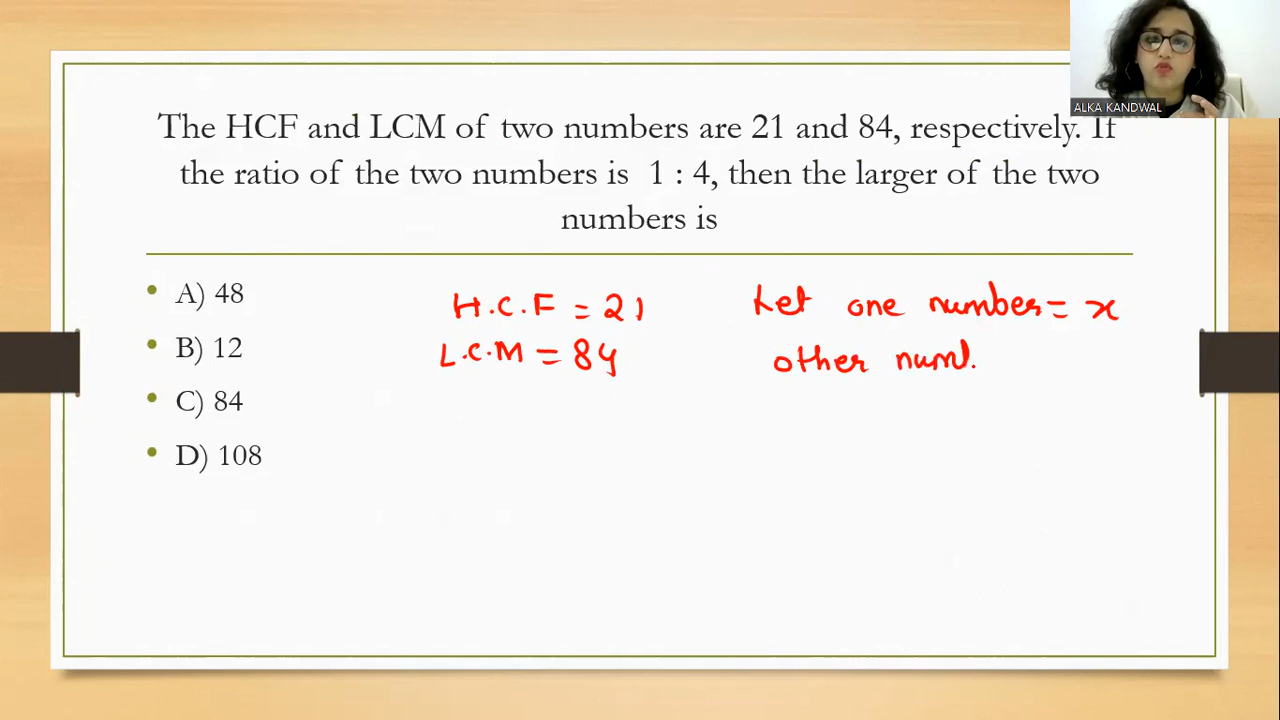 ALKA KANDWAL
The HCF and LCM of two numbers are 21 and 84, respectively. If
the ratio of the two numbers is 1 : 4, then the larger of the two
numbers is
• A) 48
• B) 12
• C) 84
• D) 108
H.C.F = 21
L.C.M = 84
Let one number = x
other num